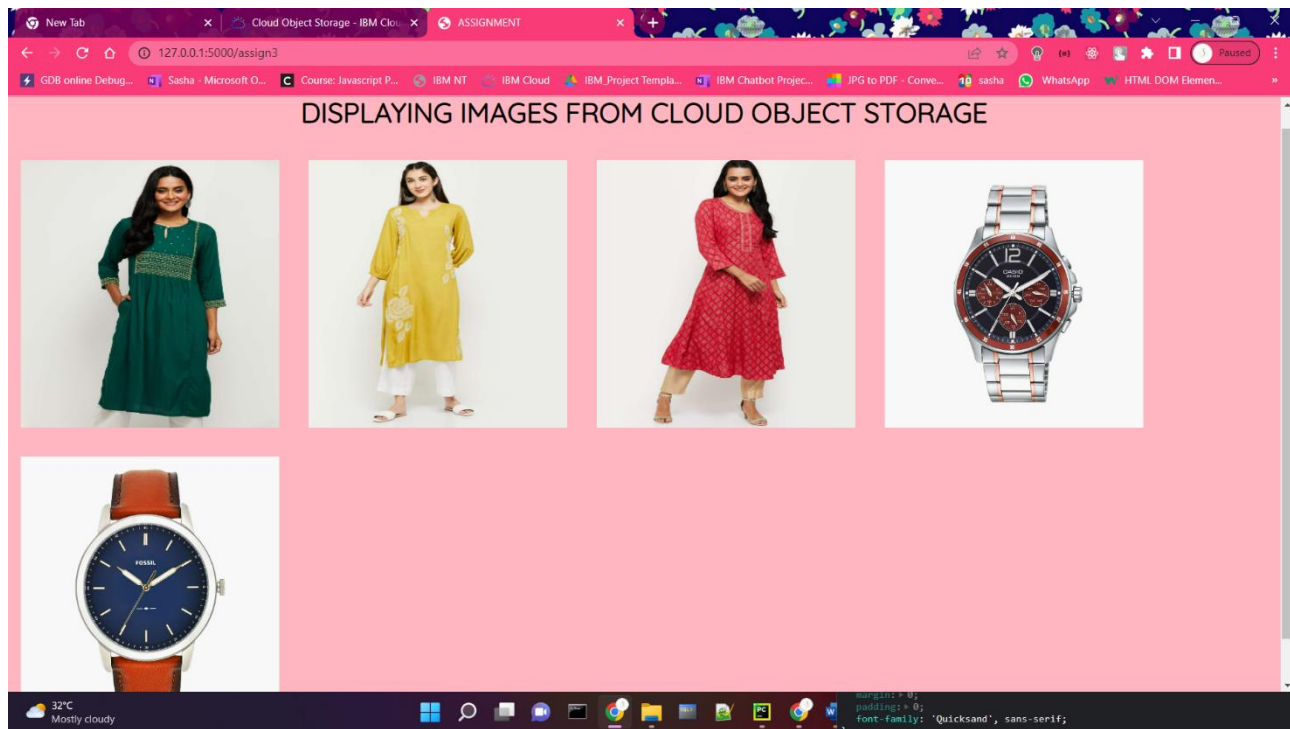 New Tab
Cloud Object Storage - IBM Clou
ASSIGNMENT
127.0.0.1:5000/assign3
Paused
GDB online Debug...
Sasha - Microsoft O...
Course: Javascript P...
IBM NT
IBM Cloud
IBM_Project Templa...
IBM Chatbot Projec...
JPG to PDF - Conve...
sasha
WhatsApp
HTML DOM Elemen...
»
DISPLAYING IMAGES FROM CLOUD OBJECT STORAGE
12
CASIO
FOSSIL
32°C
Mostly cloudy
margin: 0;
padding: 0;
font-family: 'Quicksand', sans-serif;